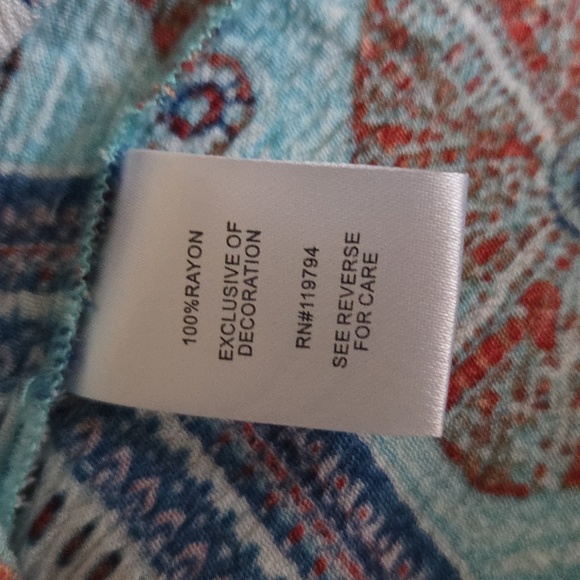 100%RAYON
EXCLUSIVE OF
DECORATION
RN#119794
SEE REVERSE
FOR CARE